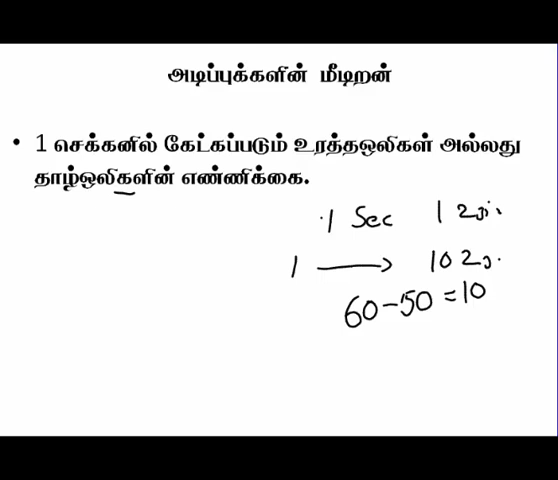 அடிப்புக்களின் மீடிறன்
• 1 செக்கனில் கேட்கப்படும் உரத்தஒலிகள் அல்லது
தாழ்ஒலிகளின் எண்ணிக்கை.
1 Sec 1
1 → 10
60-50=10